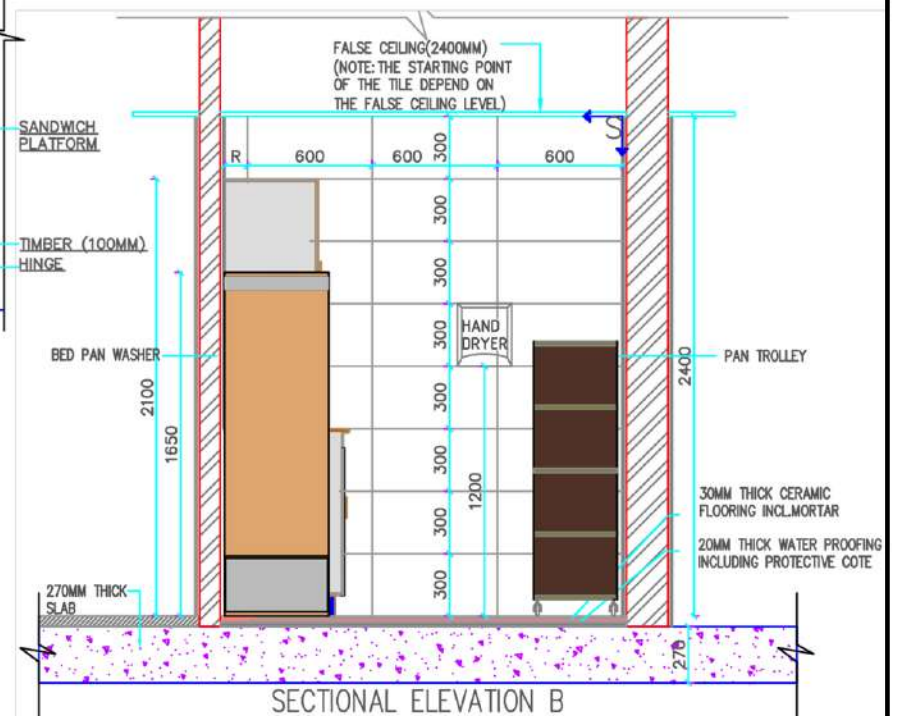 FALSE CEILING(2400MM)
(NOTE: THE STARTING POINT
OF THE TILE DEPEND ON
THE FALSE CEILING LEVEL)
SANDWICH
PLATFORM
S
R
600
600
600
300
300
300
300
300
300
300
300
TIMBER (100MM)
HINGE
HAND
DRYER
BED PAN WASHER
PAN TROLLEY
2100
1650
2400
1200
30MM THICK CERAMIC
FLOORING INCL.MORTAR
20MM THICK WATER PROOFING
INCLUDING PROTECTIVE COTE
270MM THICK
SLAB
270
SECTIONAL ELEVATION B